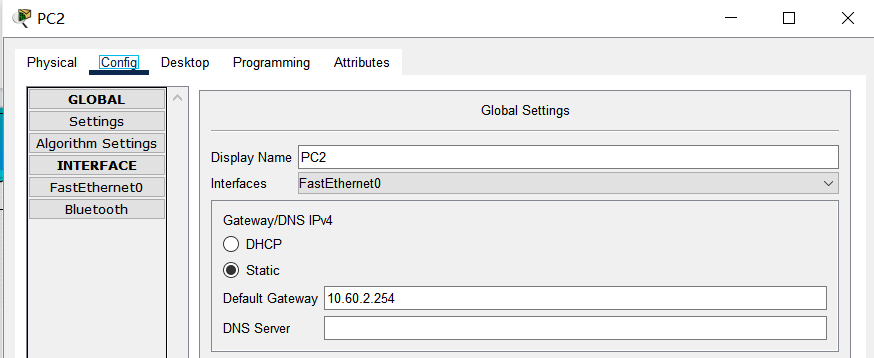 PC2
Physical Config Desktop Programming Attributes
GLOBAL
Settings
Algorithm Settings
INTERFACE
FastEthernet0
Bluetooth
Global Settings
Display Name PC2
Interfaces FastEthernet0
Gateway/DNS IPv4
DHCP
Static
Default Gateway 10.60.2.254
DNS Server